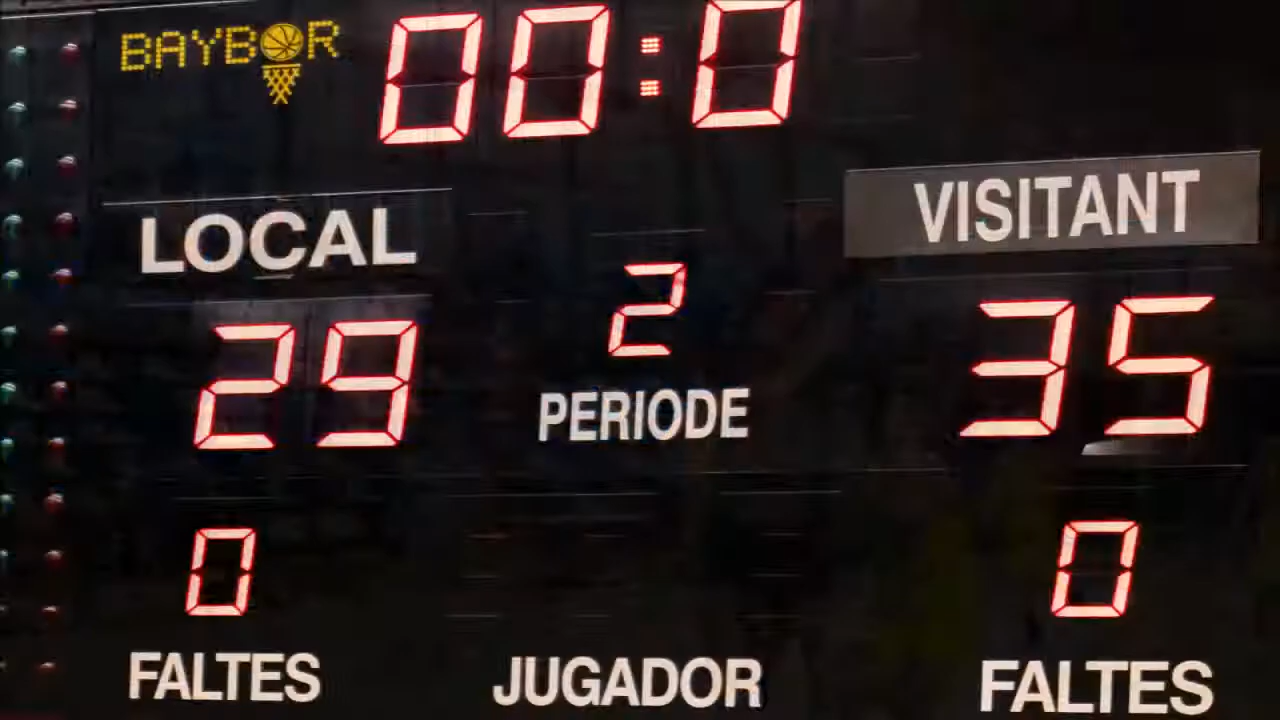 BAYBOR 00:0
LOCAL VISITANT
29 2 35
PERIODE
0 0
FALTES JUGADOR FALTES